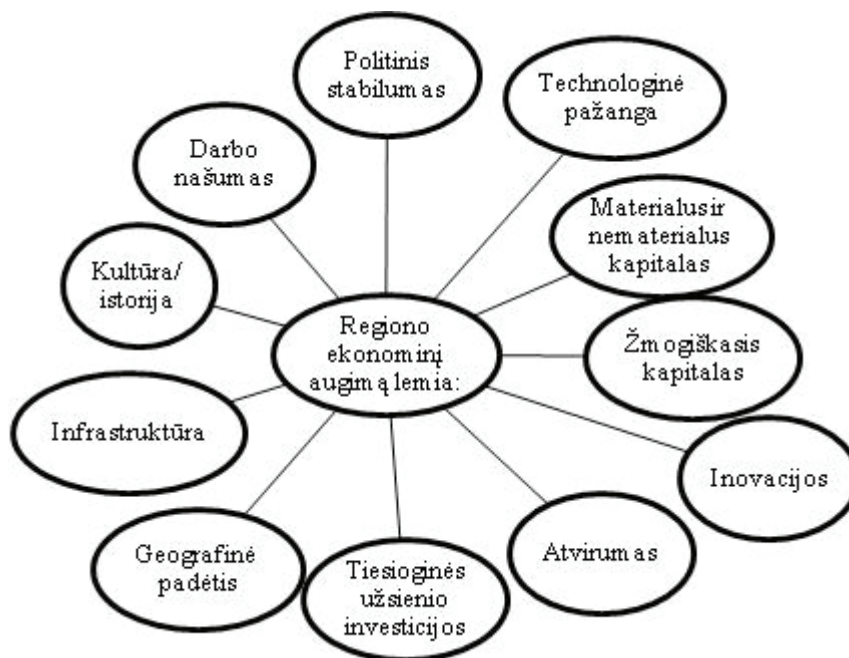 Politinis
stabilumas
Technologinė
pažanga
Darbo
našumas
Materialusir
nematerialus
kapitalas
Kultūra/
istorija
Regiono
ekonominį
augimą lemia:
Žmogiškasis
kapitalas
Infrastruktūra
Inovacijos
Geografinė
padėtis
Tiesioginės
užsienio
investicijos
Atvirumas